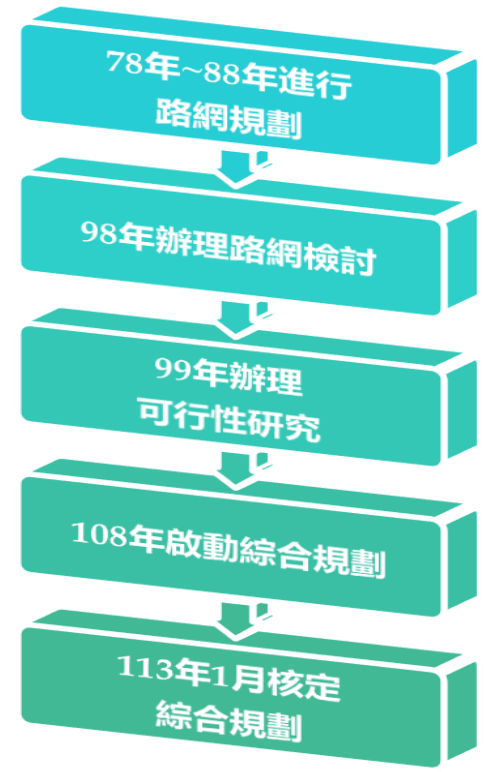 78年~88年進行
路網規劃
98年辦理路網檢討
99年辦理
可行性研究
108年啟動綜合規劃
113年1月核定
綜合規劃